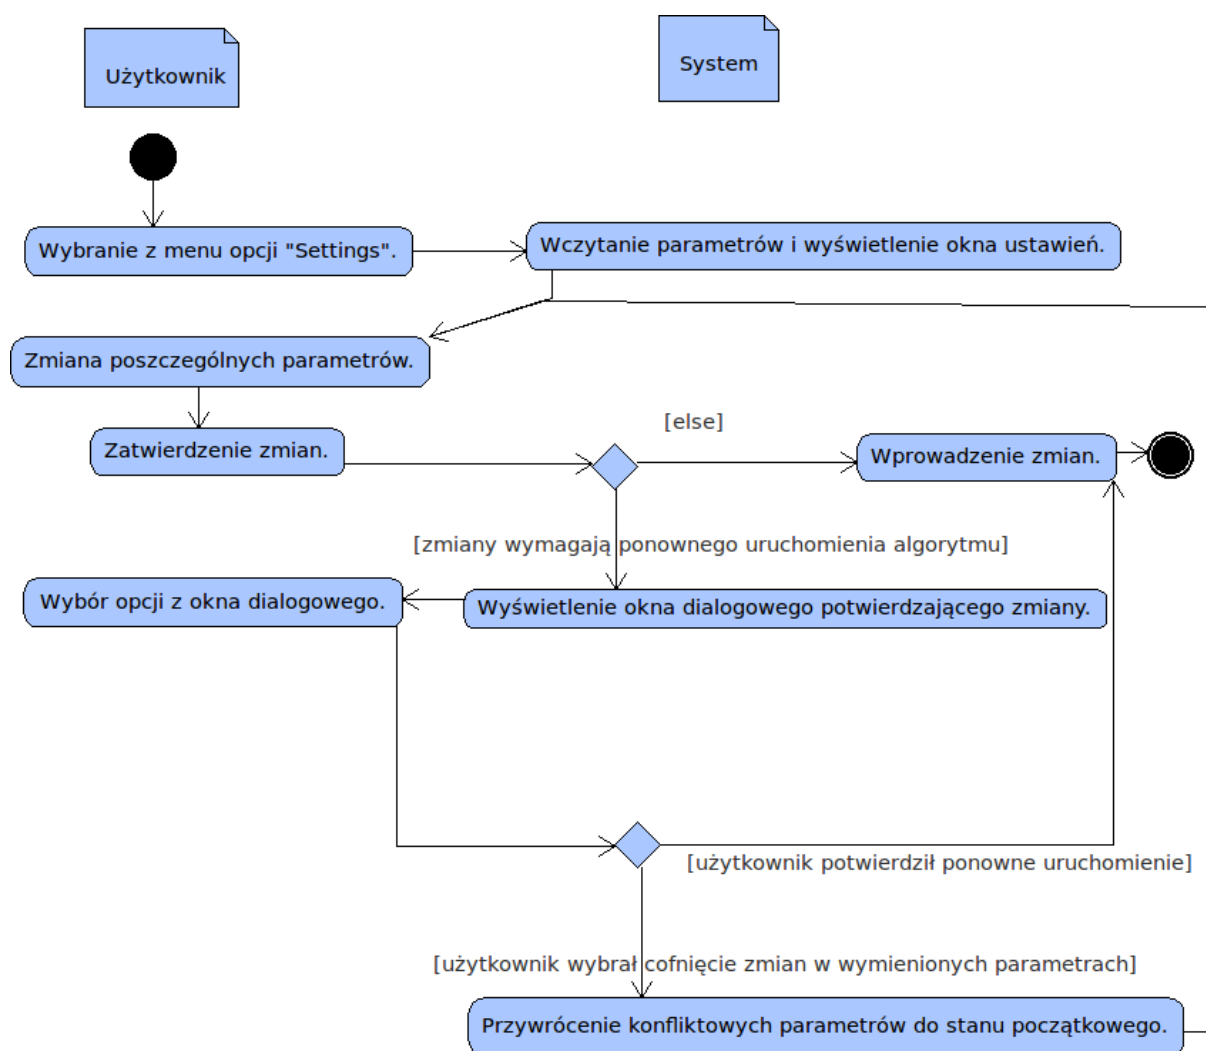 Użytkownik
System
Wybranie z menu opcji "Settings".
Wczytanie parametrów i wyświetlenie okna ustawień.
Zmiana poszczególnych parametrów.
[else]
Zatwierdzenie zmian.
Wprowadzenie zmian.
[zmiany wymagają ponownego uruchomienia algorytmu]
Wybór opcji z okna dialogowego.
Wyświetlenie okna dialogowego potwierdzającego zmiany.
[użytkownik potwierdził ponowne uruchomienie]
[użytkownik wybrał cofnięcie zmian w wymienionych parametrach]
Przywrócenie konfliktowych parametrów do stanu początkowego.